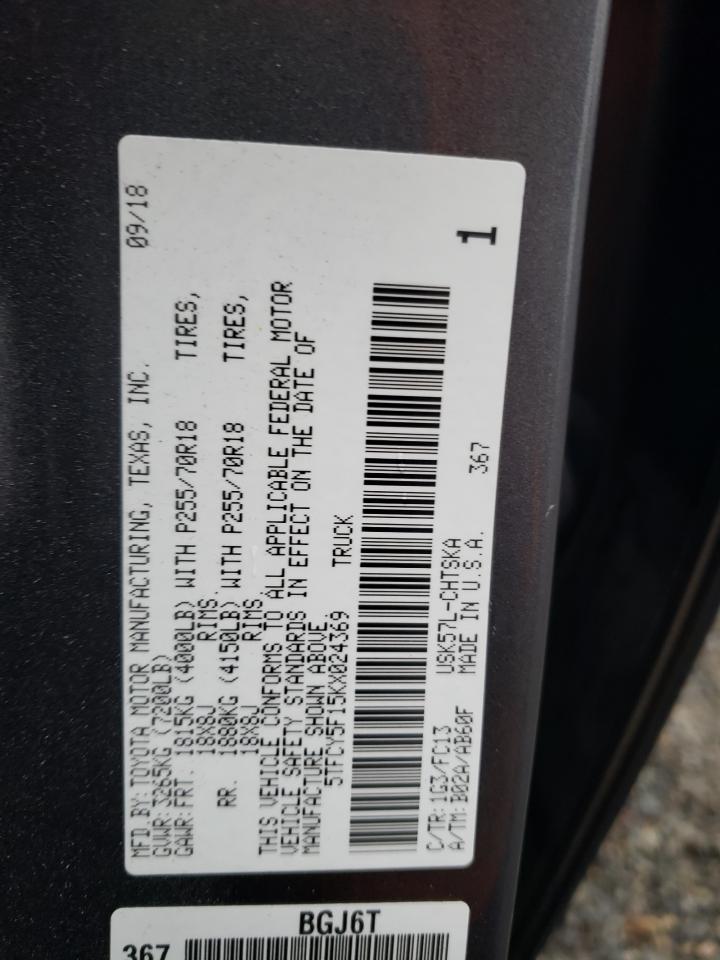 MFD.BY:TOYOTA MOTOR MANUFACTURING, TEXAS, INC. 09/18
GVWR:3265KG (7200LB)
GAWR:FRT. 1815KG (4000LB) WITH P255/70R18 TIRES,
18X8J RIMS.
RR. 1880KG (4150LB) WITH P255/70R18 TIRES,
18X8J RIMS.
THIS VEHICLE CONFORMS TO ALL APPLICABLE FEDERAL MOTOR
VEHICLE SAFETY STANDARDS IN EFFECT ON THE DATE OF
MANUFACTURE SHOWN ABOVE.
5TFCY5F15KX024369 TRUCK
C/TR:1G3/FC13 USK57L-CHTSKA
A/TM:B02A/AB60F MADE IN U.S.A. 367
1
BGJ6T
367